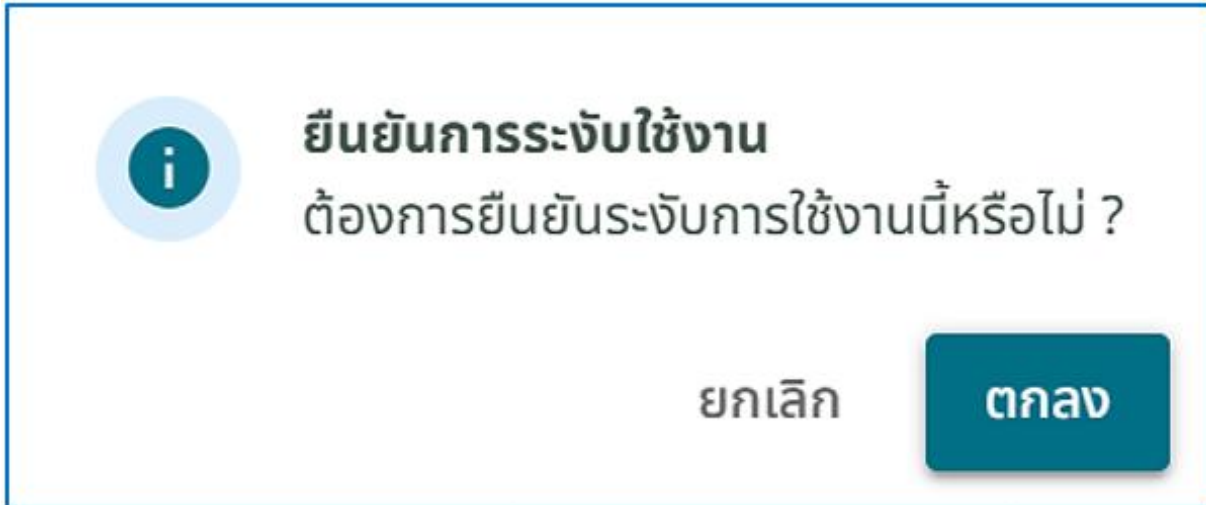 ยืนยันการระงับใช้งาน
ต้องการยืนยันระงับการใช้งานนี้หรือไม่ ?
ยกเลิก ตกลง